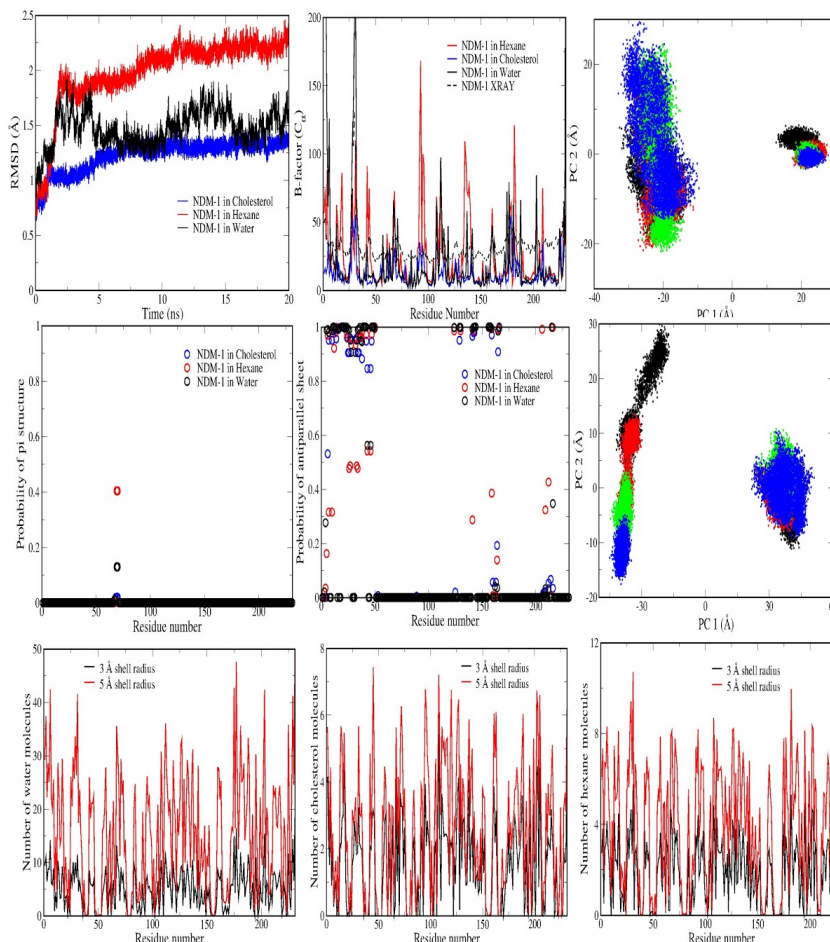 2.5
2
1.5
1
0.5
0
RMSD (Å)
NDM-1 in Cholesterol
NDM-1 in Hexane
NDM-1 in Water
0 5 10 15 20
Time (ns)
200
150
100
50
0
B-factor (Cα)
NDM-1 in Hexane
NDM-1 in Cholesterol
NDM-1 in Water
NDM-1 XRAY
0 50 100 150 200
Residue Number
20
0
-20
PC 2 (Å)
-40 -20 0 20
PC 1 (Å)
1
0.8
0.6
0.4
0.2
0
Probability of pi structure
NDM-1 in Cholesterol
NDM-1 in Hexane
NDM-1 in Water
0 50 100 150 200
Residue number
1
0.8
0.6
0.4
0.2
0
Probability of antiparallel sheet
NDM-1 in Cholesterol
NDM-1 in Hexane
NDM-1 in Water
0 50 100 150 200
Residue number
30
20
10
0
-10
-20
PC 2 (Å)
-30 0 30 60
PC 1 (Å)
50
40
30
20
10
0
Number of water molecules
3 Å shell radius
5 Å shell radius
0 50 100 150 200
Residue number
8
6
4
2
0
Number of cholesterol molecules
3 Å shell radius
5 Å shell radius
0 50 100 150 200
Residue number
12
8
4
0
Number of hexane molecules
3 Å shell radius
5 Å shell radius
0 50 100 150 200
Residue number